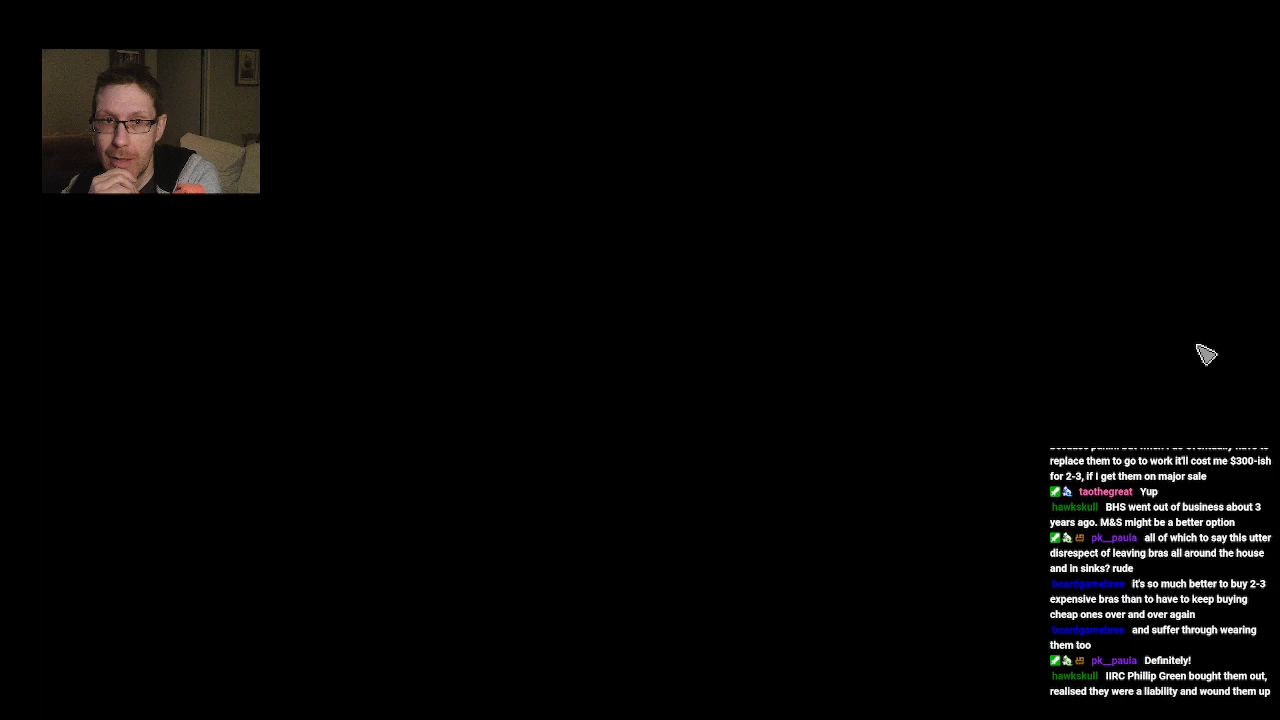 replace them to go to work it'll cost me $300-ish
for 2-3, if I get them on major sale
taothegreat Yup
hawkskull BHS went out of business about 3
years ago. M&S might be a better option
pk__paula all of which to say this utter
disrespect of leaving bras all around the house
and in sinks? rude
boardgamebree it's so much better to buy 2-3
expensive bras than to have to keep buying
cheap ones over and over again
boardgamebree and suffer through wearing
them too
pk__paula Definitely!
hawkskull IIRC Phillip Green bought them out,
realised they were a liability and wound them up